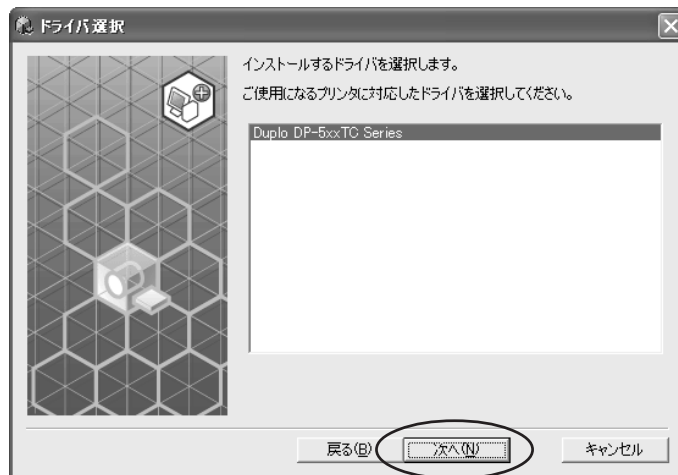 ドライバ選択
インストールするドライバを選択します。
ご使用になるプリンタに対応したドライバを選択してください。
Duplo DP-5xxTC Series
戻る(B)
次へ(N)
キャンセル